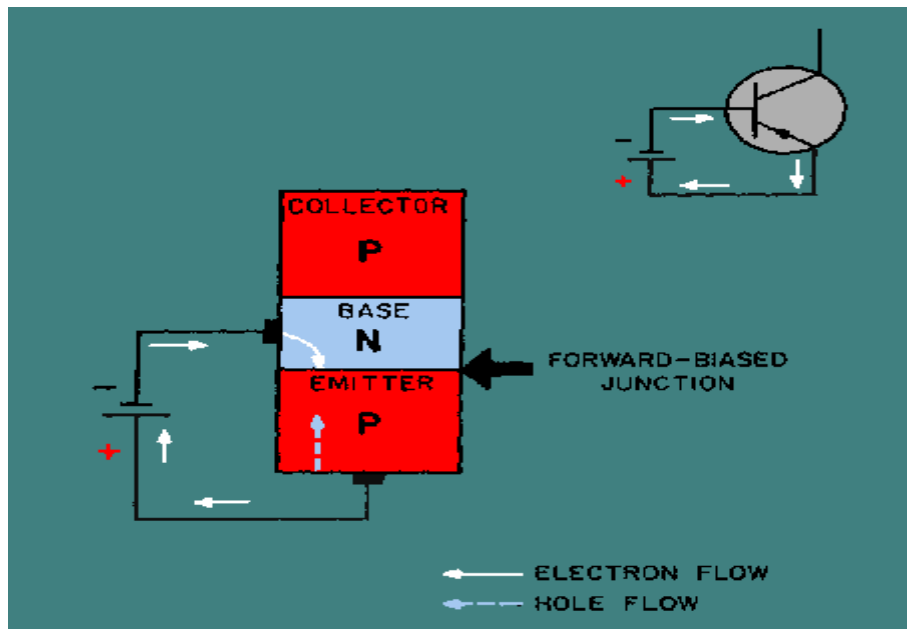 -
+
COLLECTOR
P
BASE
N
EMITTER
P
-
+
FORWARD-BIASED
JUNCTION
ELECTRON FLOW
HOLE FLOW